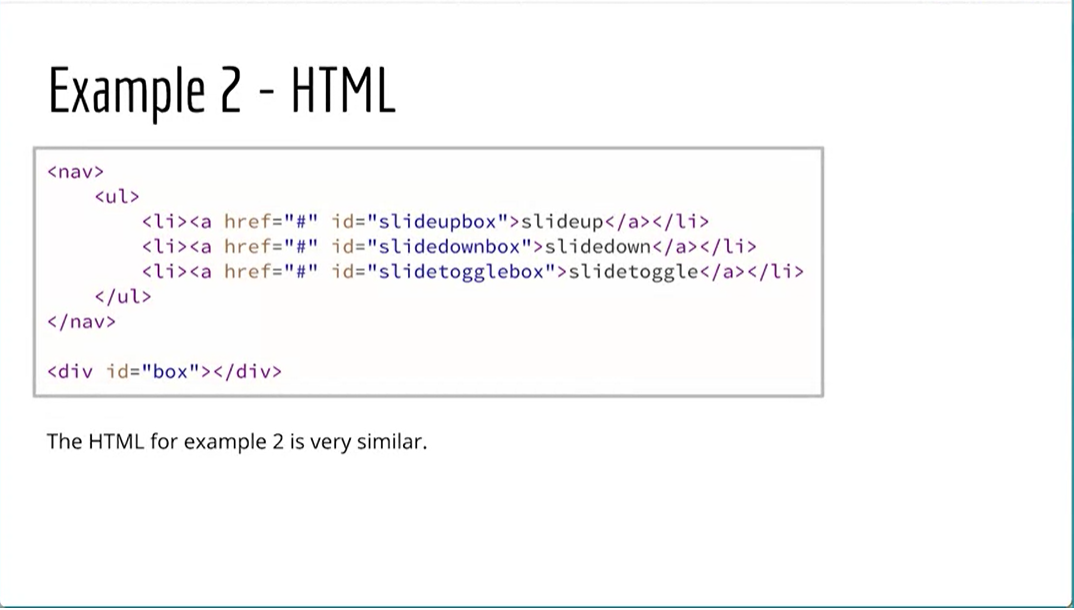 Example 2 - HTML
<nav>
    <ul>
        <li><a href="#" id="slideupbox">slideup</a></li>
        <li><a href="#" id="slidedownbox">slidedown</a></li>
        <li><a href="#" id="slidetogglebox">slidetoggle</a></li>
    </ul>
</nav>
<div id="box"></div>
The HTML for example 2 is very similar.